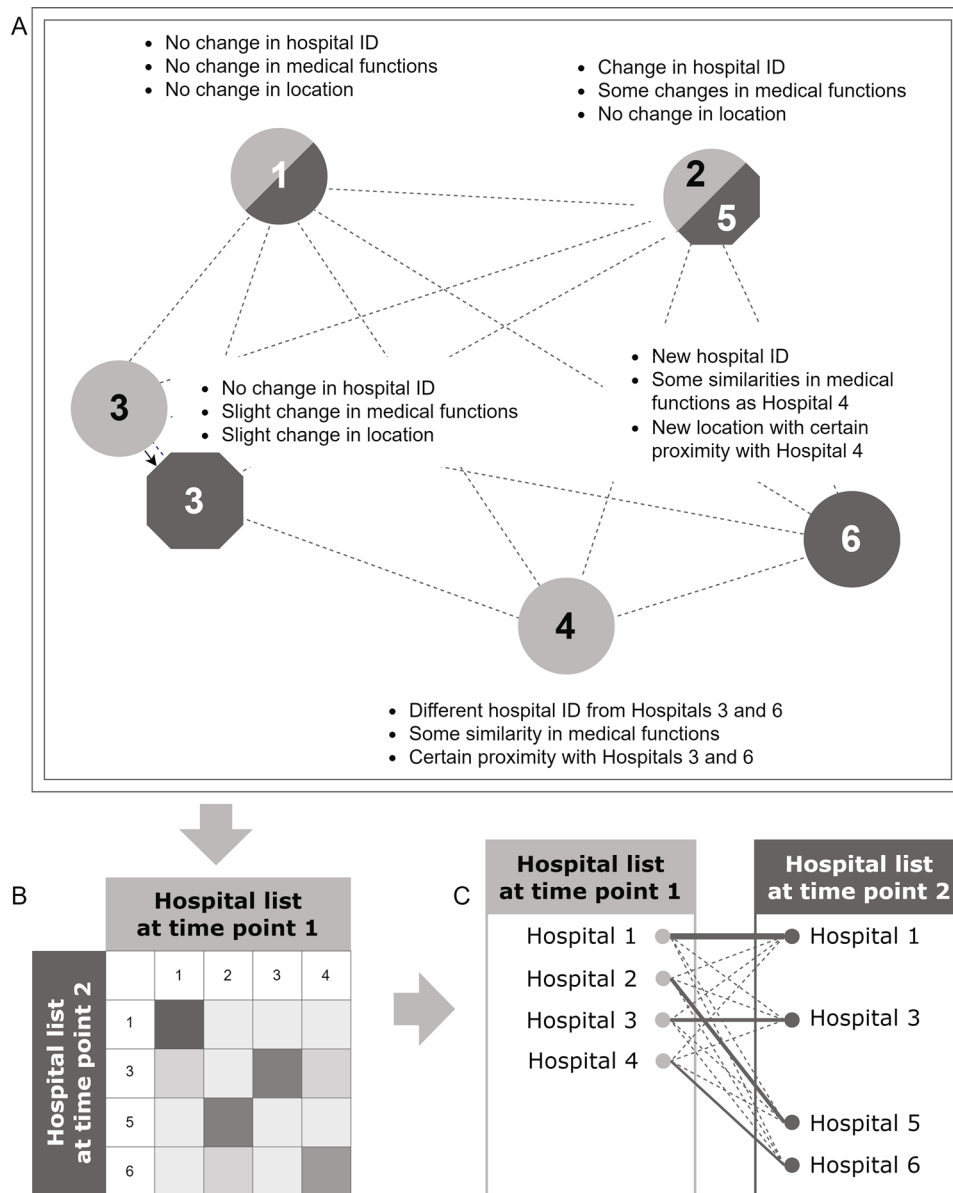 A
• No change in hospital ID
• No change in medical functions
• No change in location
• Change in hospital ID
• Some changes in medical functions
• No change in location
1
2
5
3
• No change in hospital ID
• Slight change in medical functions
• Slight change in location
• New hospital ID
• Some similarities in medical
functions as Hospital 4
• New location with certain
proximity with Hospital 4
3
6
4
• Different hospital ID from Hospitals 3 and 6
• Some similarity in medical functions
• Certain proximity with Hospitals 3 and 6
B
Hospital list
at time point 1
Hospital list
at time point 2
1 2 3 4
1
3
5
6
C
Hospital list
at time point 1
Hospital 1
Hospital 2
Hospital 3
Hospital 4
Hospital list
at time point 2
Hospital 1
Hospital 3
Hospital 5
Hospital 6